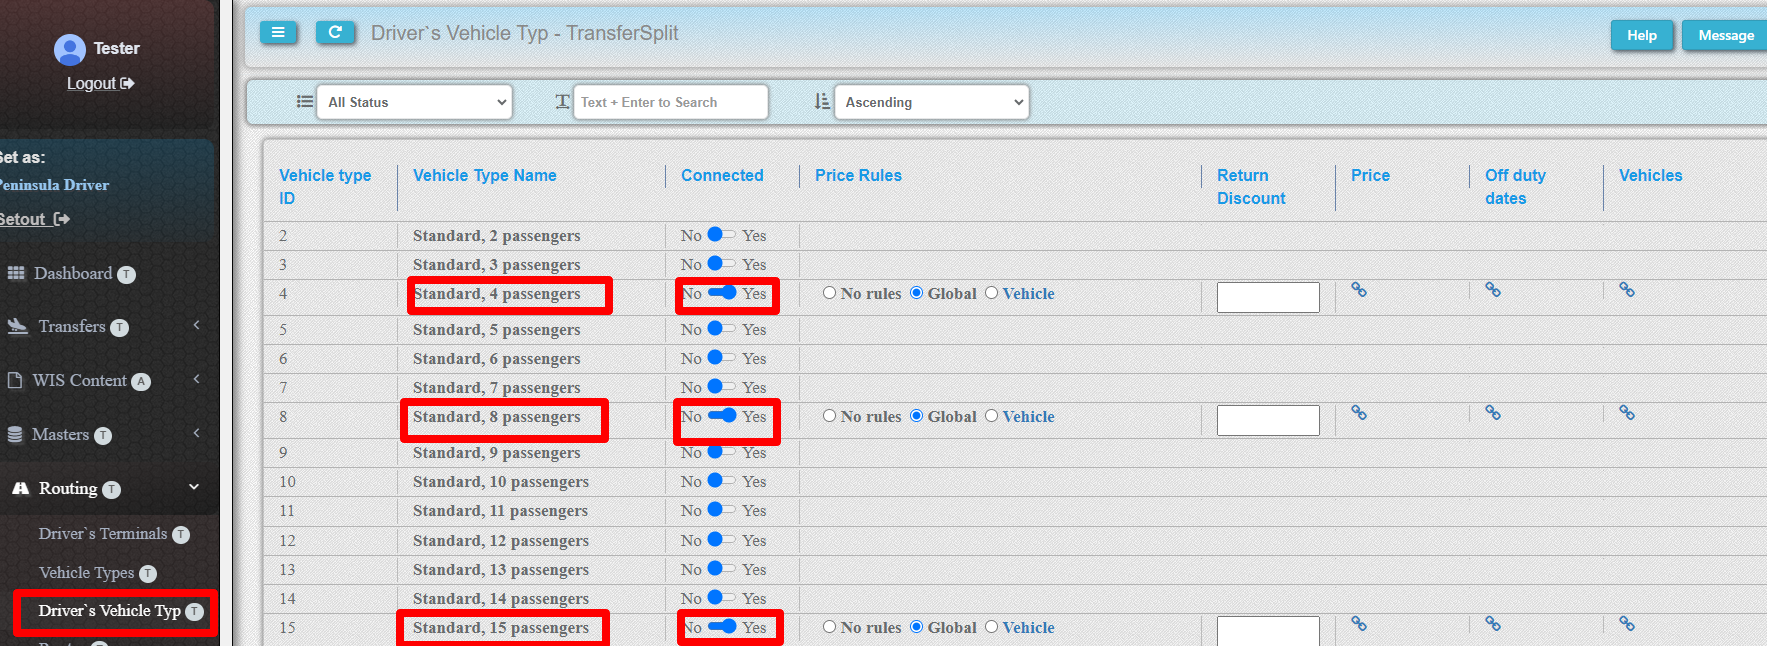 Tester
Logout
Set as:
Peninsula Driver
Setout
Dashboard T
Transfers T
WIS Content A
Masters T
Routing T
Driver`s Terminals T
Vehicle Types T
Driver`s Vehicle Typ T
Driver`s Vehicle Typ - TransferSplit
Help Message
All Status Text + Enter to Search Ascending
Vehicle type ID Vehicle Type Name Connected Price Rules Return Discount Price Off duty dates Vehicles
2 Standard, 2 passengers No Yes
3 Standard, 3 passengers No Yes
4 Standard, 4 passengers No Yes No rules Global Vehicle
5 Standard, 5 passengers No Yes
6 Standard, 6 passengers No Yes
7 Standard, 7 passengers No Yes
8 Standard, 8 passengers No Yes No rules Global Vehicle
9 Standard, 9 passengers No Yes
10 Standard, 10 passengers No Yes
11 Standard, 11 passengers No Yes
12 Standard, 12 passengers No Yes
13 Standard, 13 passengers No Yes
14 Standard, 14 passengers No Yes
15 Standard, 15 passengers No Yes No rules Global Vehicle